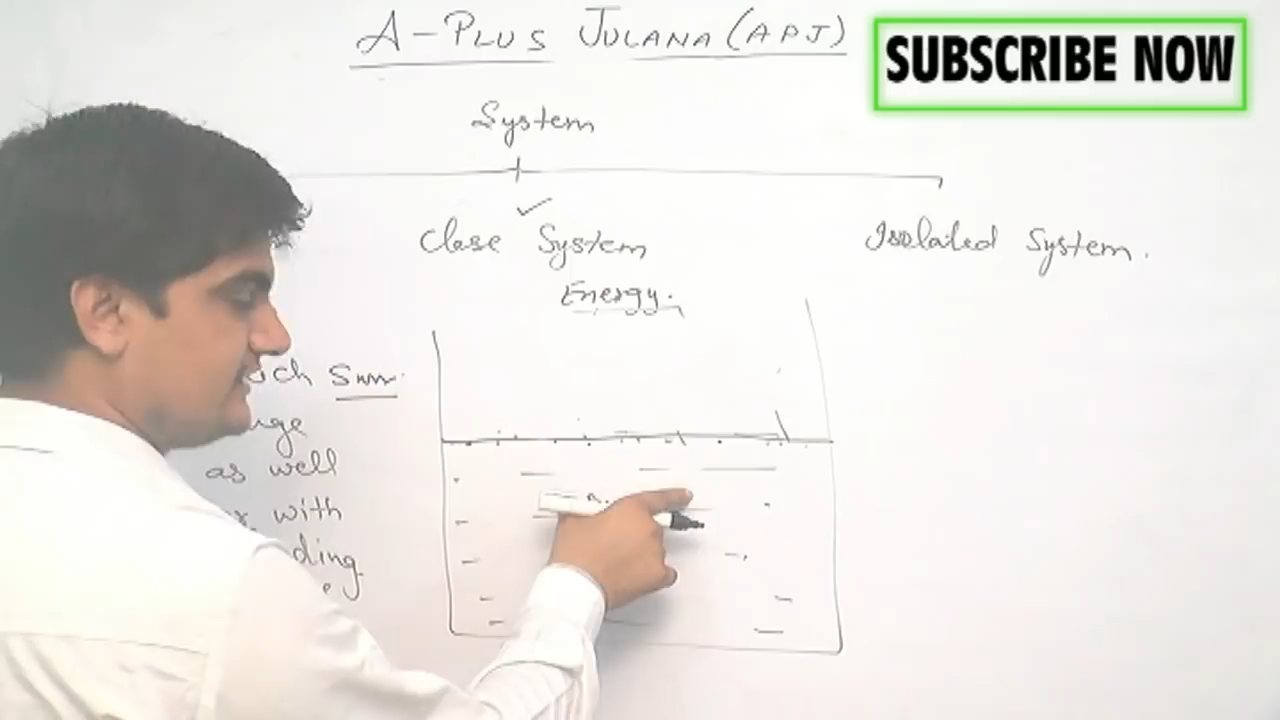 A-PLUS JULANA (APJ)
SUBSCRIBE NOW
System
Close System
Isolated System.
Energy.
as well
with